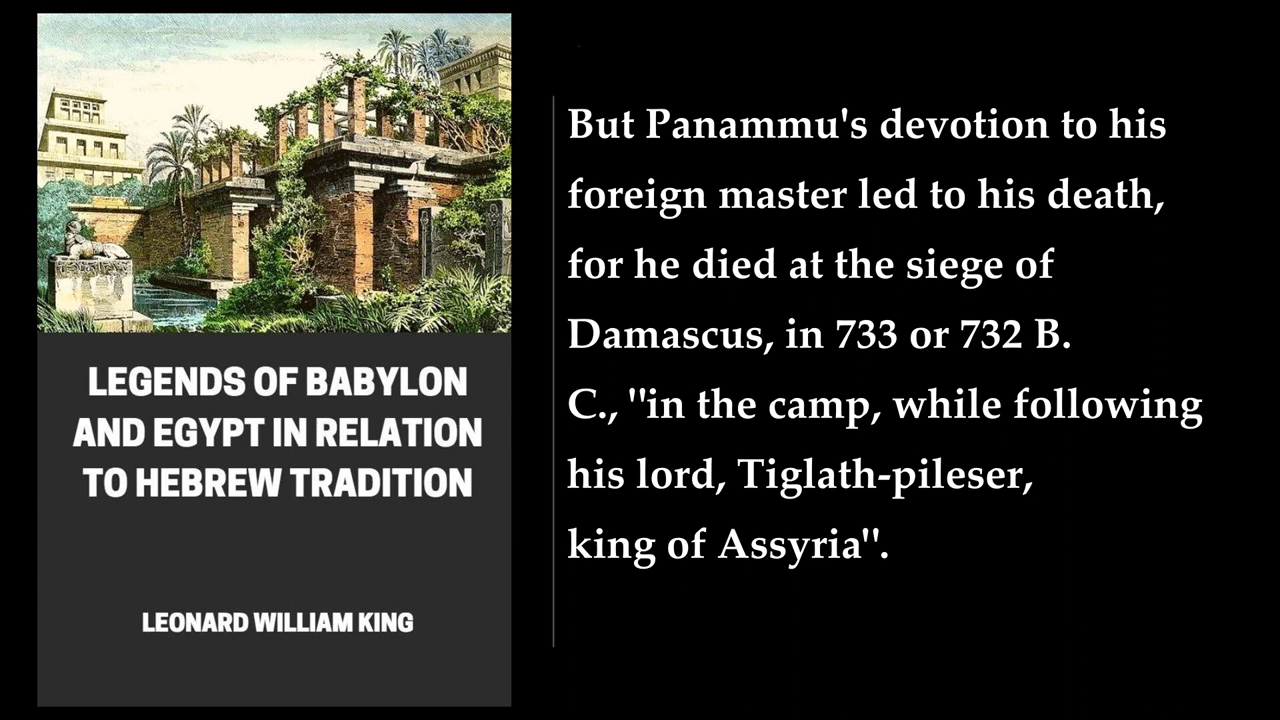 LEGENDS OF BABYLON
AND EGYPT IN RELATION
TO HEBREW TRADITION
LEONARD WILLIAM KING
But Panammu's devotion to his
foreign master led to his death,
for he died at the siege of
Damascus, in 733 or 732 B.
C., "in the camp, while following
his lord, Tiglath-pileser,
king of Assyria".